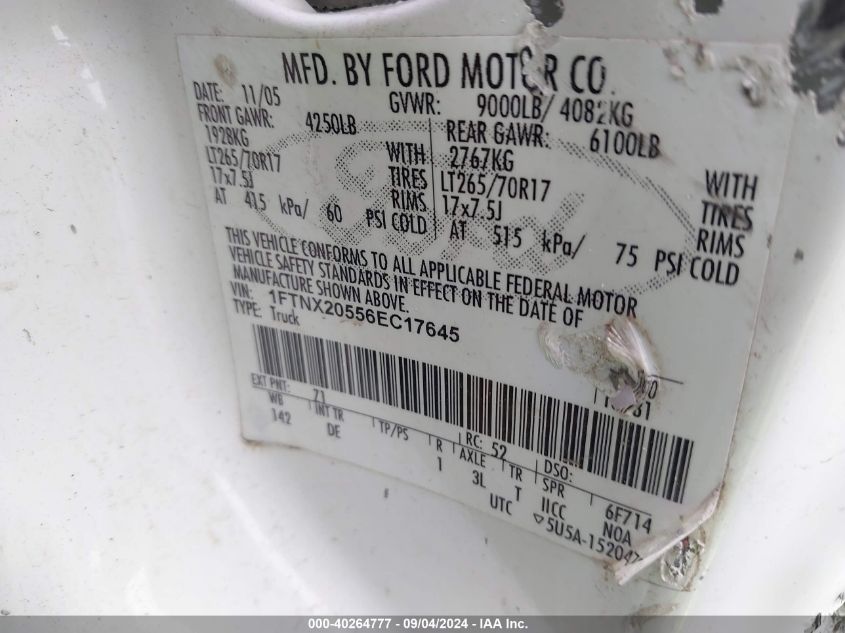 MFD. BY FORD MOTOR CO.
DATE: 11/05 GVWR: 9000LB/ 4082KG
FRONT GAWR: 4250LB REAR GAWR: 6100LB
1928KG WITH 2767KG WITH
LT265/70R17 TIRES LT265/70R17 TIRES
17x7.5J RIMS 17x7.5J RIMS
AT 415 kPa/ 60 PSI COLD AT 515 kPa/ 75 PSI COLD
THIS VEHICLE CONFORMS TO ALL APPLICABLE FEDERAL MOTOR
VEHICLE SAFETY STANDARDS IN EFFECT ON THE DATE OF
MANUFACTURE SHOWN ABOVE.
VIN: 1FTNX20556EC17645
TYPE: Truck
EXT PNT: 71 RC: 52 DSO:
WB INT TR TP/PS R AXLE TR SPR
142 DE 1 3L T IICC 6F714
UTC NOA
▽5U5A-15204
000-40264777 - 09/04/2024 - IAA Inc.